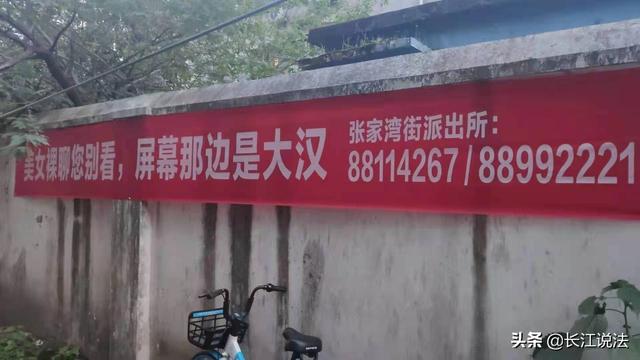 美女裸聊您别看，屏幕那边是大汉
张家湾街派出所：
88114267/88992221
头条@长江说法